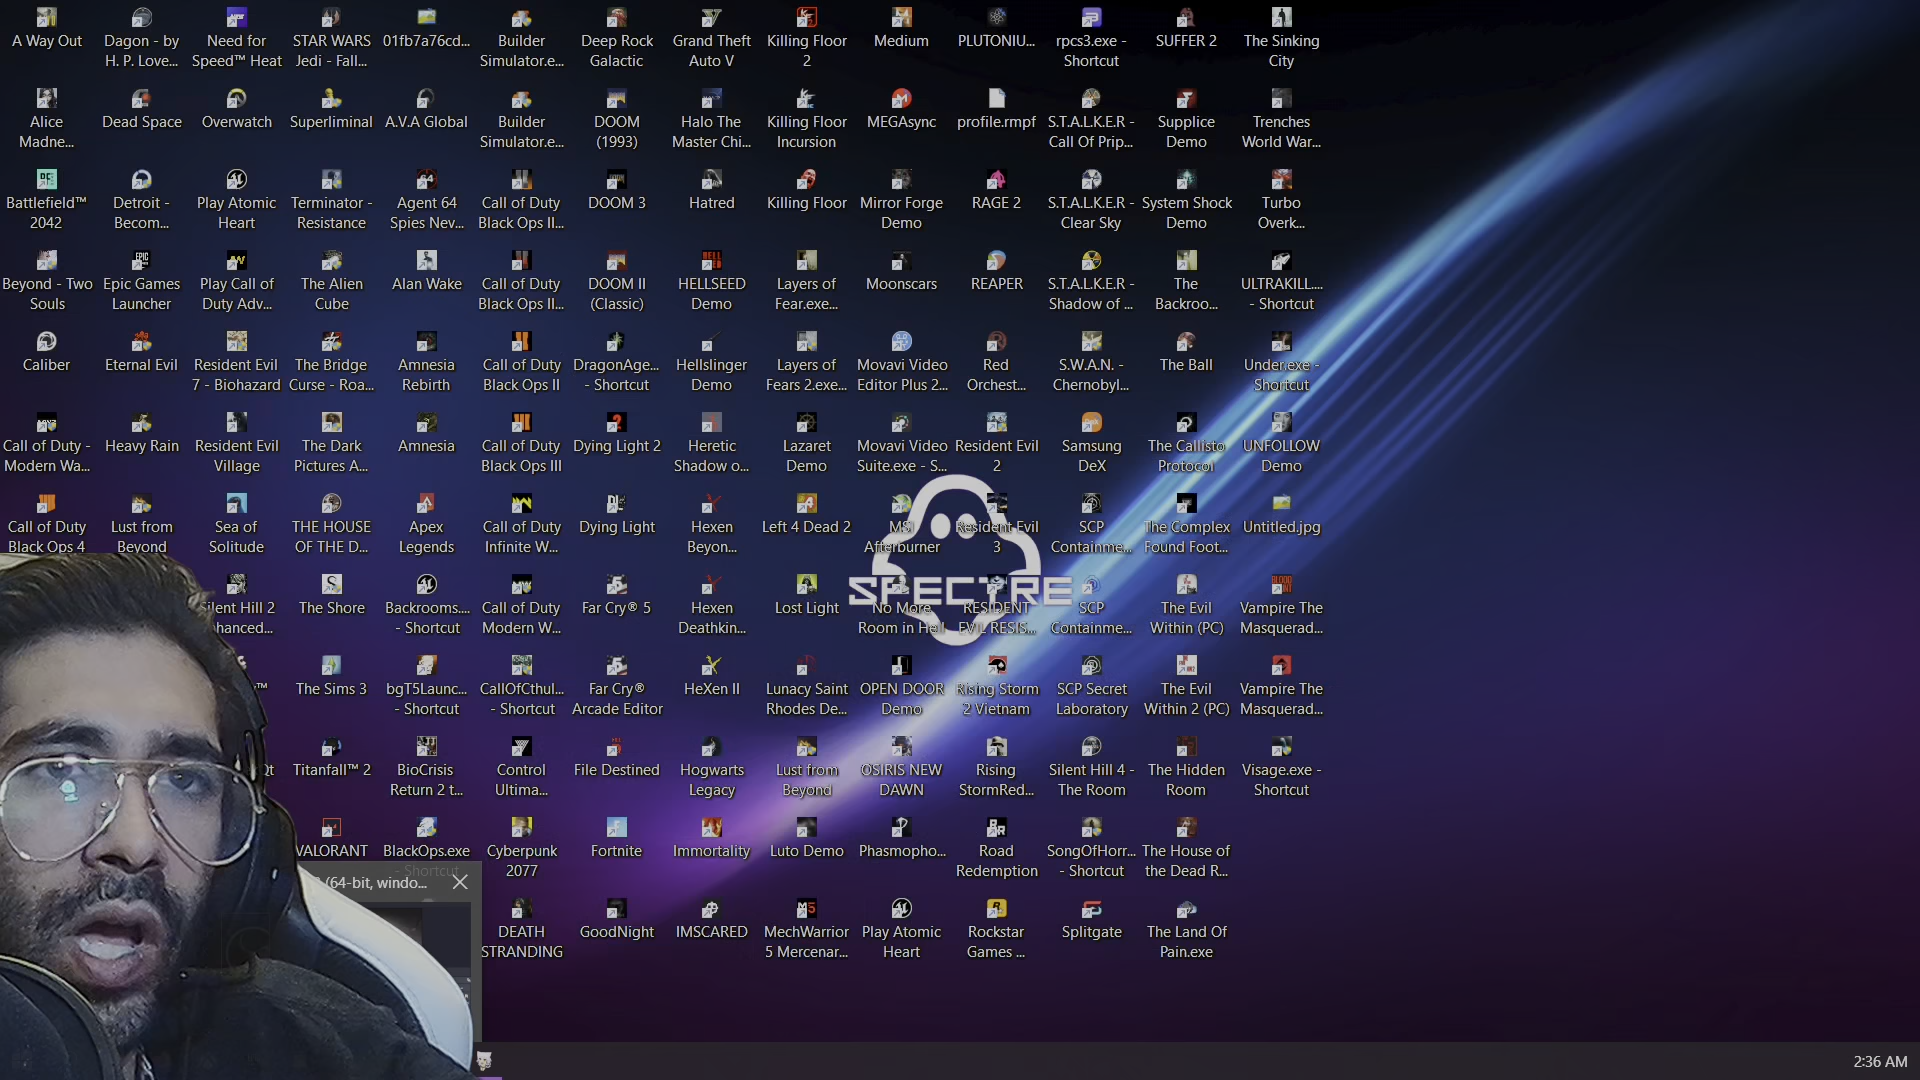 A Way Out
Dagon - by
H. P. Love...
Need for
Speed™ Heat
STAR WARS
Jedi - Fall...
01fb7a76cd...
Builder
Simulator.e...
Deep Rock
Galactic
Grand Theft
Auto V
Killing Floor
2
Medium
PLUTONIU...
rpcs3.exe -
Shortcut
SUFFER 2
The Sinking
City
Alice
Madne...
Dead Space
Overwatch
Superliminal
A.V.A Global
Builder
Simulator.e...
DOOM
(1993)
Halo The
Master Chi...
Killing Floor
Incursion
MEGAsync
profile.rmpf
S.T.A.L.K.E.R -
Call Of Prip...
Supplice
Demo
Trenches
World War...
Battlefield™
2042
Detroit -
Becom...
Play Atomic
Heart
Terminator -
Resistance
Agent 64
Spies Nev...
Call of Duty
Black Ops II...
DOOM 3
Hatred
Killing Floor
Mirror Forge
Demo
RAGE 2
S.T.A.L.K.E.R -
Clear Sky
System Shock
Demo
Turbo
Overk...
Beyond - Two
Souls
Epic Games
Launcher
Play Call of
Duty Adv...
The Alien
Cube
Alan Wake
Call of Duty
Black Ops II...
DOOM II
(Classic)
HELLSEED
Demo
Layers of
Fear.exe...
Moonscars
REAPER
S.T.A.L.K.E.R -
Shadow of ...
The
Backroo...
ULTRAKILL....
- Shortcut
Caliber
Eternal Evil
Resident Evil
7 - Biohazard
The Bridge
Curse - Roa...
Amnesia
Rebirth
Call of Duty
Black Ops II
DragonAge...
- Shortcut
Hellslinger
Demo
Layers of
Fears 2.exe...
Movavi Video
Editor Plus 2...
Red
Orchest...
S.W.A.N. -
Chernobyl...
The Ball
Under.exe -
Shortcut
Call of Duty -
Modern Wa...
Heavy Rain
Resident Evil
Village
The Dark
Pictures A...
Amnesia
Call of Duty
Black Ops III
Dying Light 2
Heretic
Shadow o...
Lazaret
Demo
Movavi Video
Suite.exe - S...
Resident Evil
2
Samsung
DeX
The Callisto
Protocol
UNFOLLOW
Demo
Call of Duty
Black Ops 4
Lust from
Beyond
Sea of
Solitude
THE HOUSE
OF THE D...
Apex
Legends
Call of Duty
Infinite W...
Dying Light
Hexen
Beyon...
Left 4 Dead 2
MSI
Afterburner
Resident Evil
3
SCP
Containme...
The Complex
Found Foot...
Untitled.jpg
SPECTRE
Silent Hill 2
hanced...
The Shore
Backrooms....
- Shortcut
Call of Duty
Modern W...
Far Cry® 5
Hexen
Deathkin...
Lost Light
No More
Room in Hell
RESIDENT
EVIL RESIS...
SCP
Containme...
The Evil
Within (PC)
Vampire The
Masquerad...
™
The Sims 3
bgT5Launc...
- Shortcut
CallOfCthul...
- Shortcut
Far Cry®
Arcade Editor
HeXen II
Lunacy Saint
Rhodes De...
OPEN DOOR
Demo
Rising Storm
2 Vietnam
SCP Secret
Laboratory
The Evil
Within 2 (PC)
Vampire The
Masquerad...
Titanfall™ 2
BioCrisis
Return 2 t...
Control
Ultima...
File Destined
Hogwarts
Legacy
Lust from
Beyond
OSIRIS NEW
DAWN
Rising
StormRed...
Silent Hill 4 -
The Room
The Hidden
Room
Visage.exe -
Shortcut
VALORANT
BlackOps.exe
- Shortcut
Cyberpunk
2077
Fortnite
Immortality
Luto Demo
Phasmopho...
Road
Redemption
SongOfHorr...
- Shortcut
The House of
the Dead R...
(64-bit, windo...
DEATH
STRANDING
GoodNight
IMSCARED
MechWarrior
5 Mercenar...
Play Atomic
Heart
Rockstar
Games ...
Splitgate
The Land Of
Pain.exe
2:36 AM